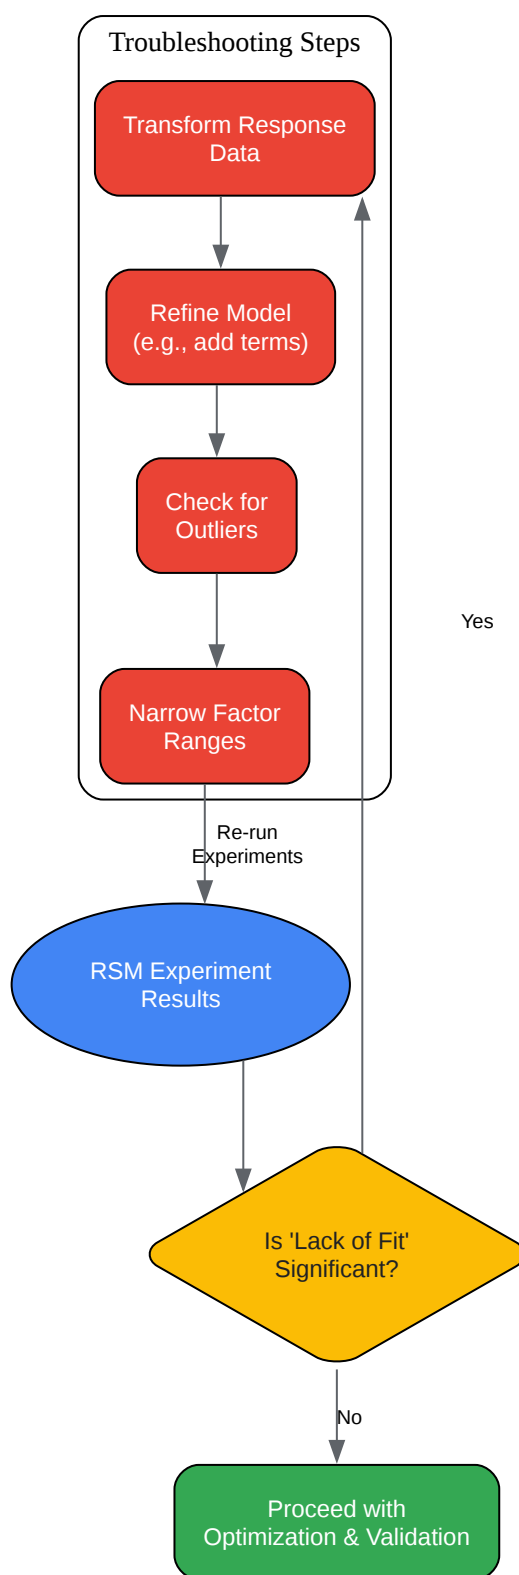 Troubleshooting Steps
Transform Response
Data
Refine Model
(e.g., add terms)
Check for
Outliers
Yes
Narrow Factor
Ranges
Re-run
Experiments
RSM Experiment
Results
Is 'Lack of Fit'
Significant?
No
Proceed with
Optimization & Validation